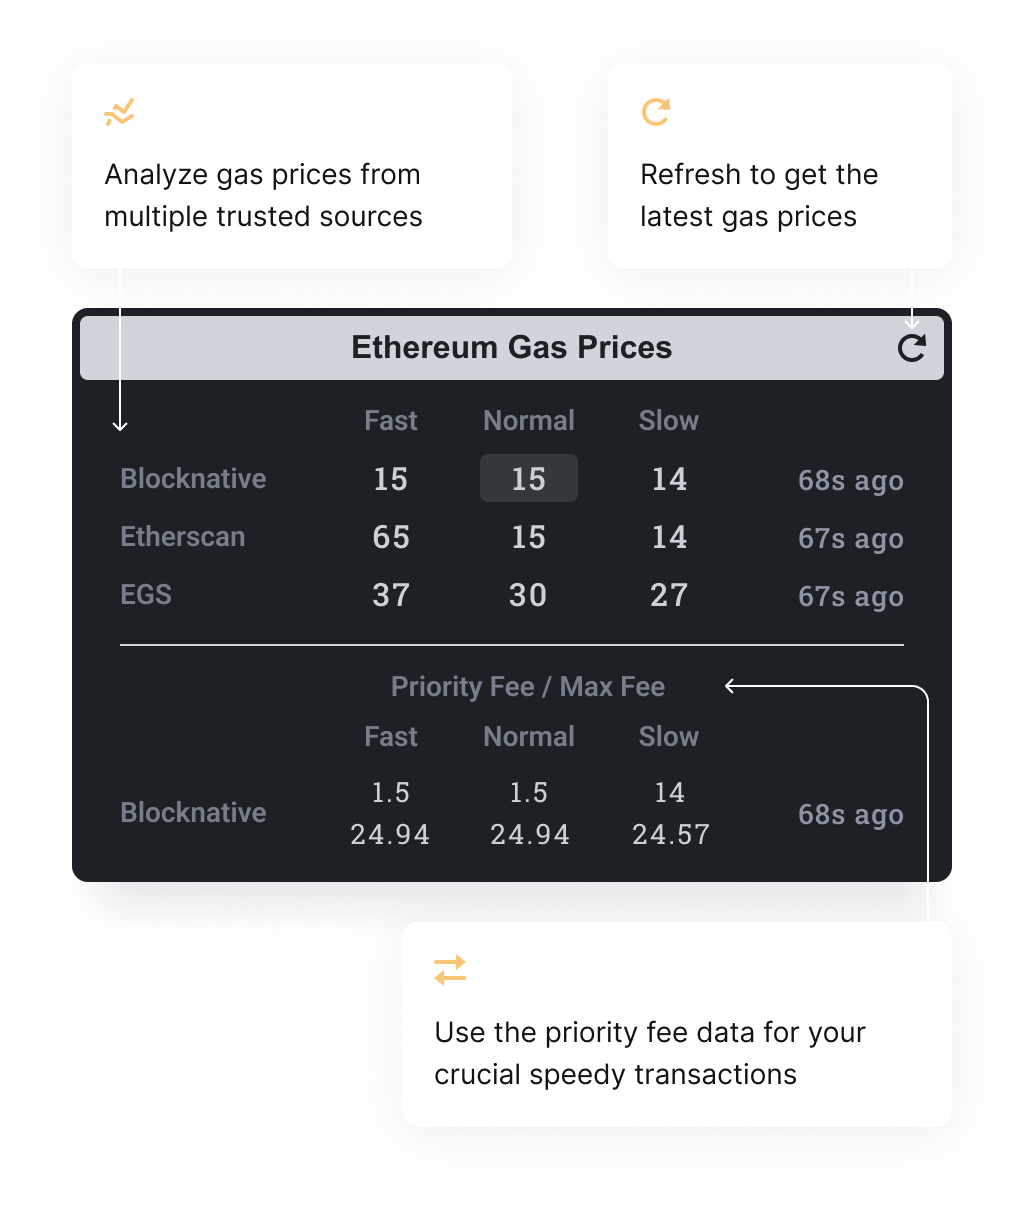 Analyze gas prices from
multiple trusted sources
Refresh to get the
latest gas prices
Ethereum Gas Prices
Fast Normal Slow
Blocknative 15 15 14 68s ago
Etherscan 65 15 14 67s ago
EGS 37 30 27 67s ago
Priority Fee / Max Fee
Fast Normal Slow
1.5 1.5 14
Blocknative 68s ago
24.94 24.94 24.57
Use the priority fee data for your
crucial speedy transactions